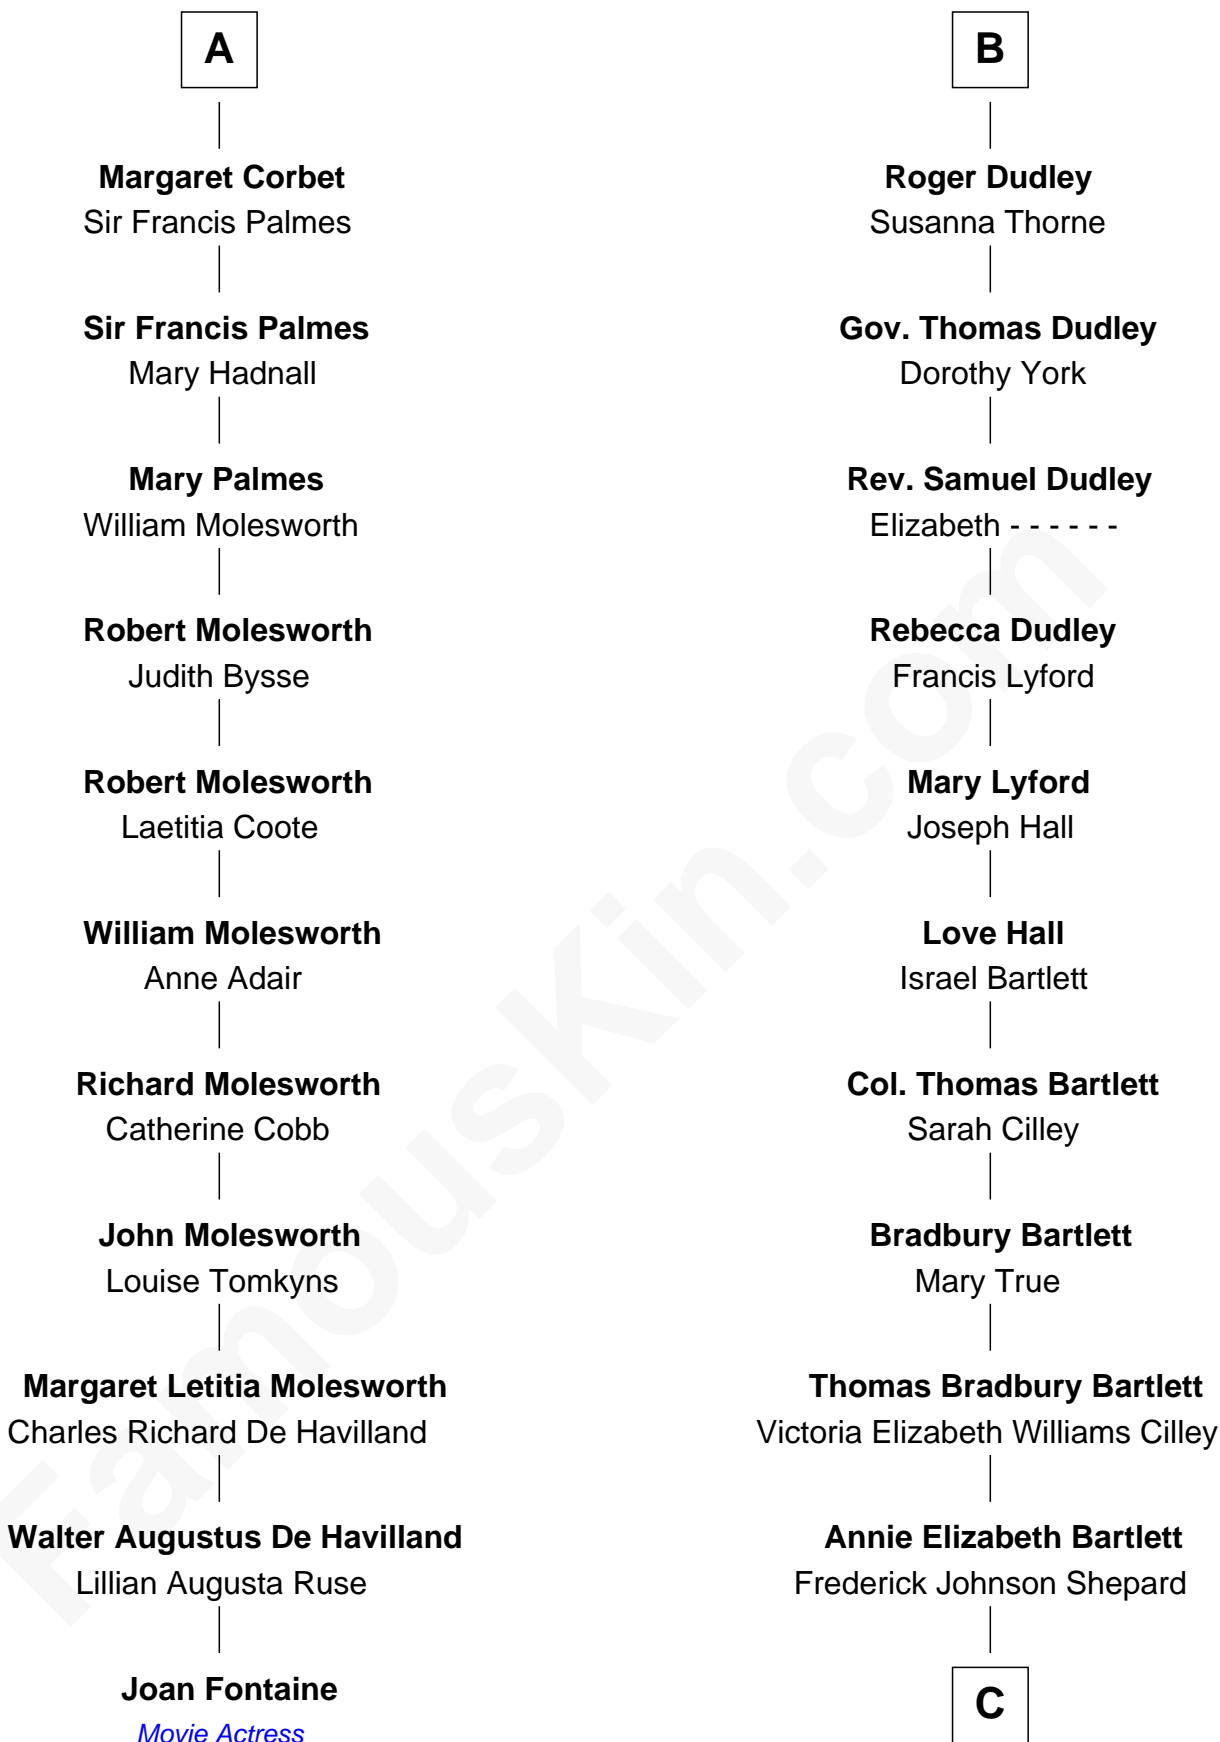 A
Margaret Corbet
Sir Francis Palmes
Sir Francis Palmes
Mary Hadnall
Mary Palmes
William Molesworth
Robert Molesworth
Judith Bysse
Robert Molesworth
Laetitia Coote
William Molesworth
Anne Adair
Richard Molesworth
Catherine Cobb
John Molesworth
Louise Tomkyns
Margaret Letitia Molesworth
Charles Richard De Havilland
Walter Augustus De Havilland
Lillian Augusta Ruse
Joan Fontaine
Movie Actress
B
Roger Dudley
Susanna Thorne
Gov. Thomas Dudley
Dorothy York
Rev. Samuel Dudley
Elizabeth - - - - - -
Rebecca Dudley
Francis Lyford
Mary Lyford
Joseph Hall
Love Hall
Israel Bartlett
Col. Thomas Bartlett
Sarah Cilley
Bradbury Bartlett
Mary True
Thomas Bradbury Bartlett
Victoria Elizabeth Williams Cilley
Annie Elizabeth Bartlett
Frederick Johnson Shepard
C
FamousKin.com